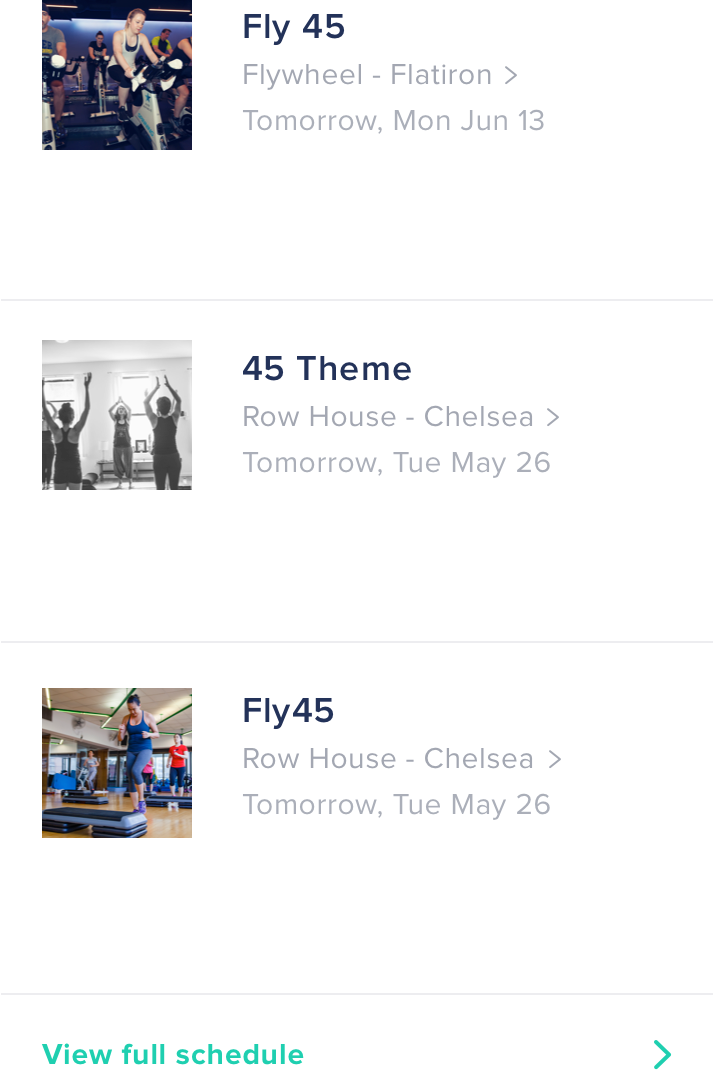 Fly 45
Flywheel - Flatiron >
Tomorrow, Mon Jun 13
45 Theme
Row House - Chelsea >
Tomorrow, Tue May 26
Fly45
Row House - Chelsea >
Tomorrow, Tue May 26
View full schedule >